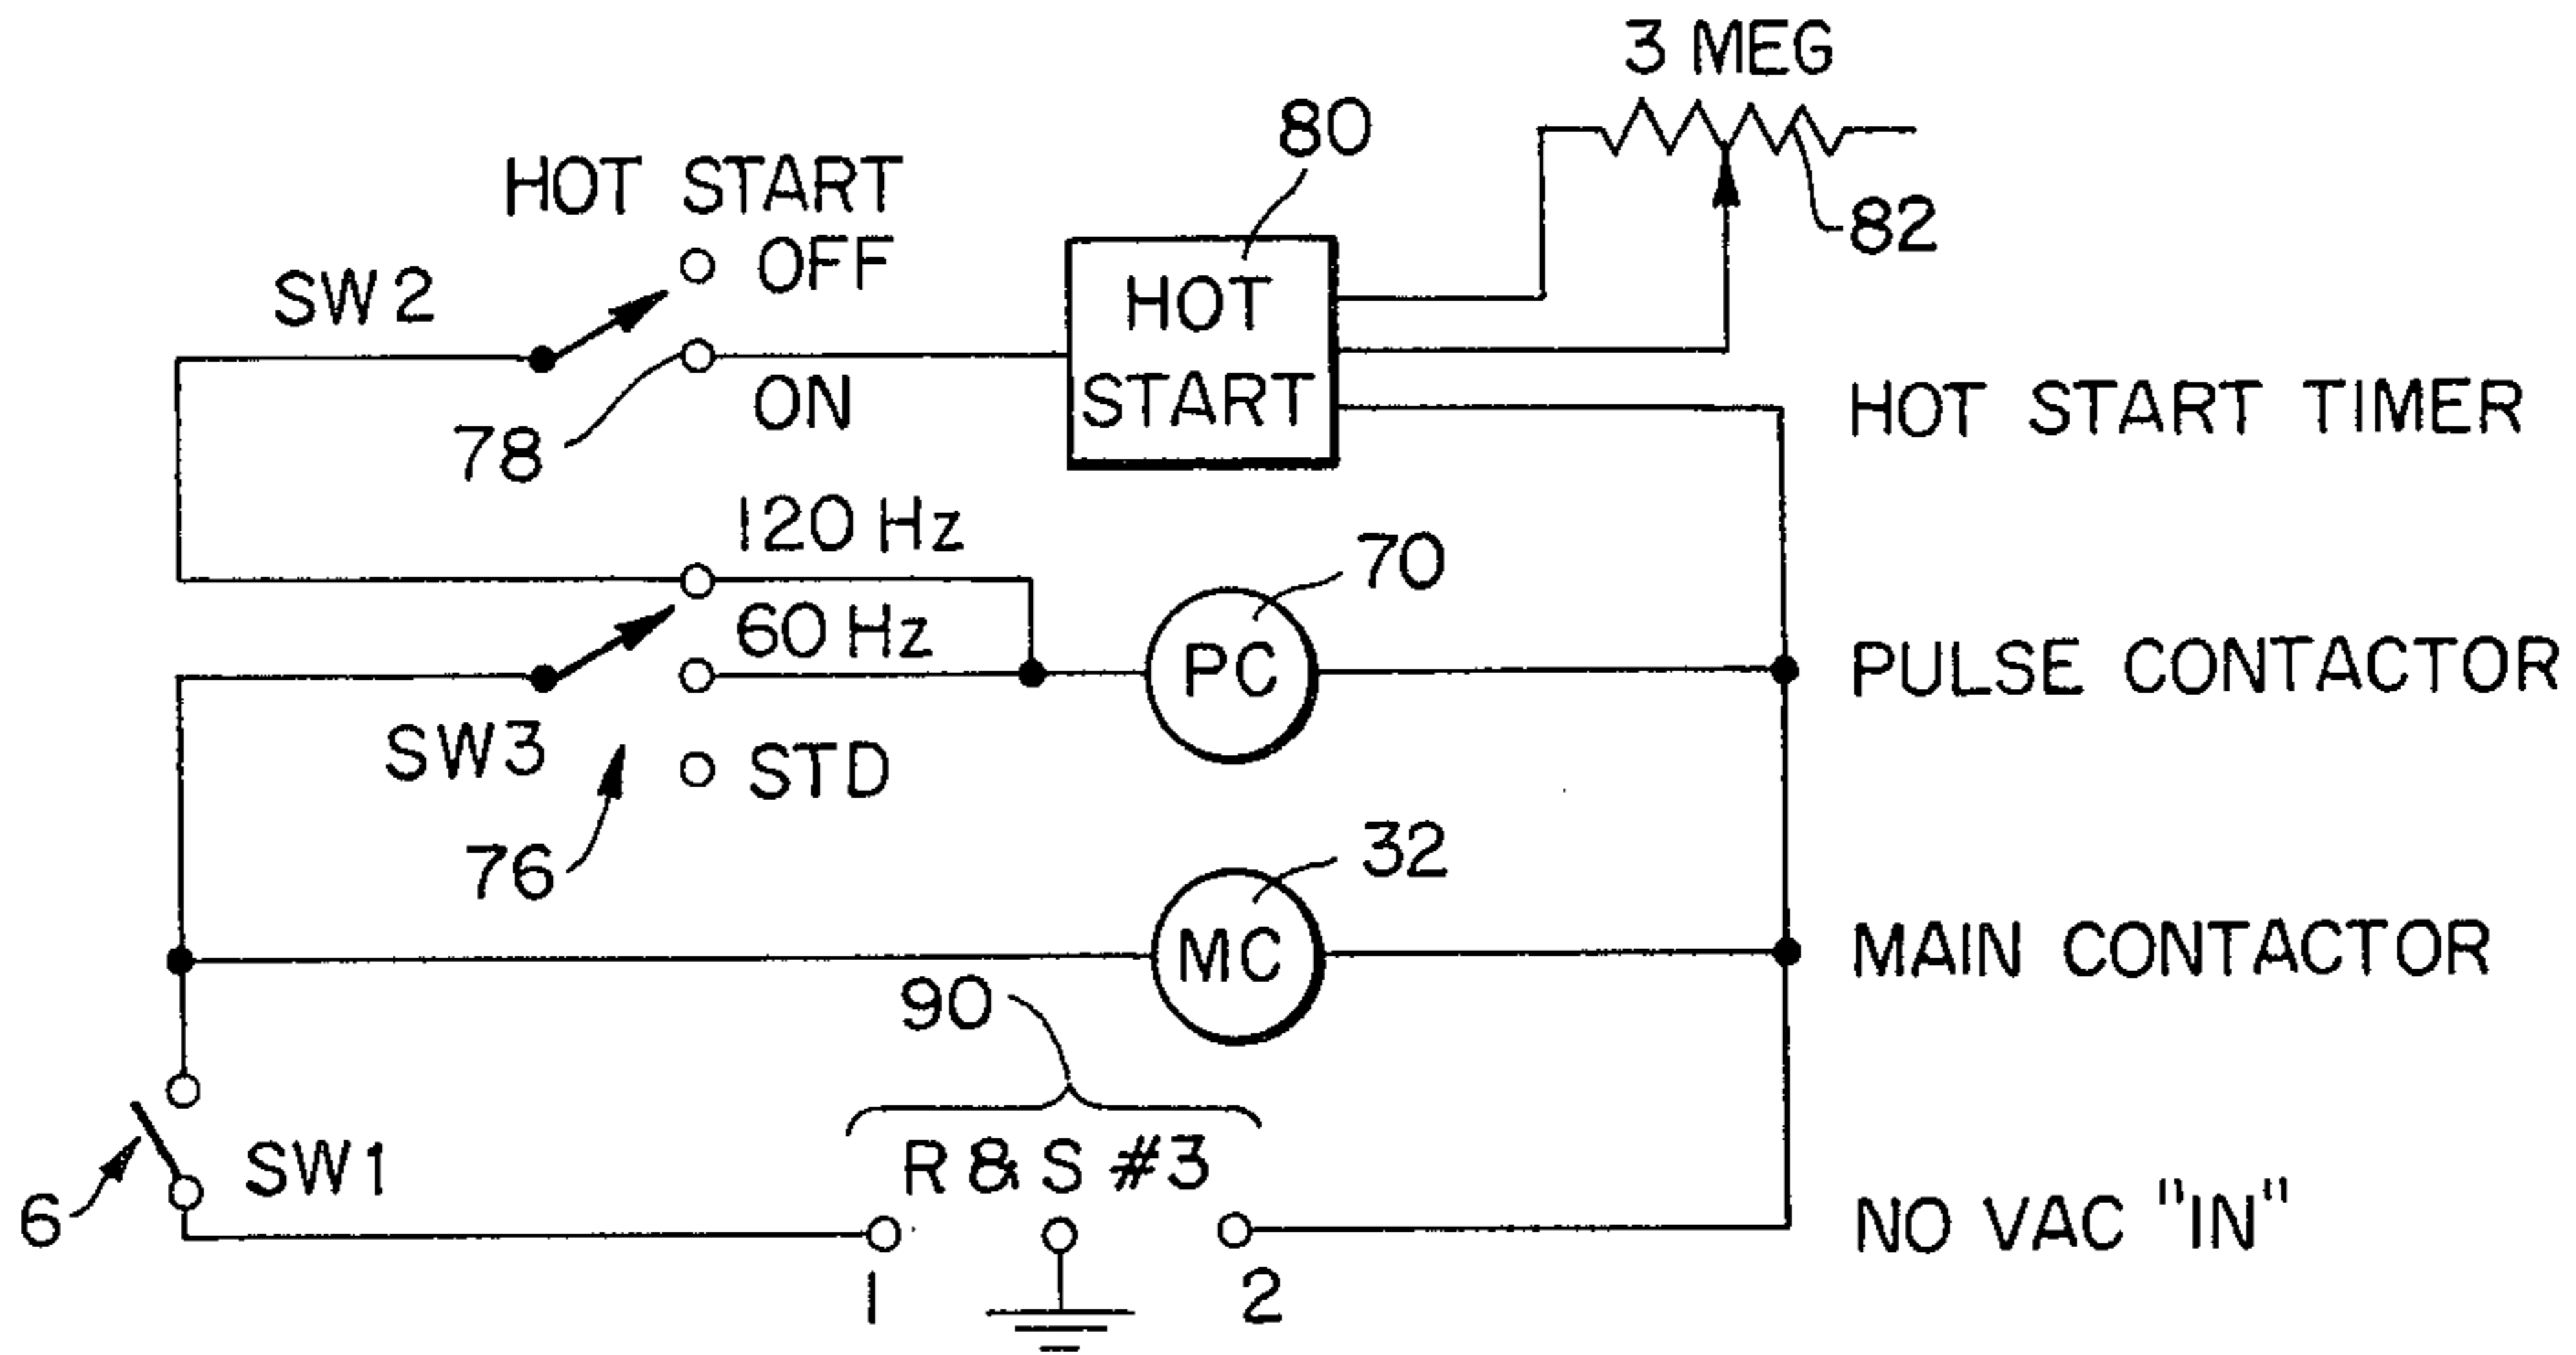 3 MEG
80
HOT START
82
OFF
SW2
HOT
START
ON
78
HOT START TIMER
120 Hz
70
60 Hz
PC
PULSE CONTACTOR
SW3
STD
76
32
MC
MAIN CONTACTOR
90
R & S #3
SW1
6
NO VAC "IN"
1
2